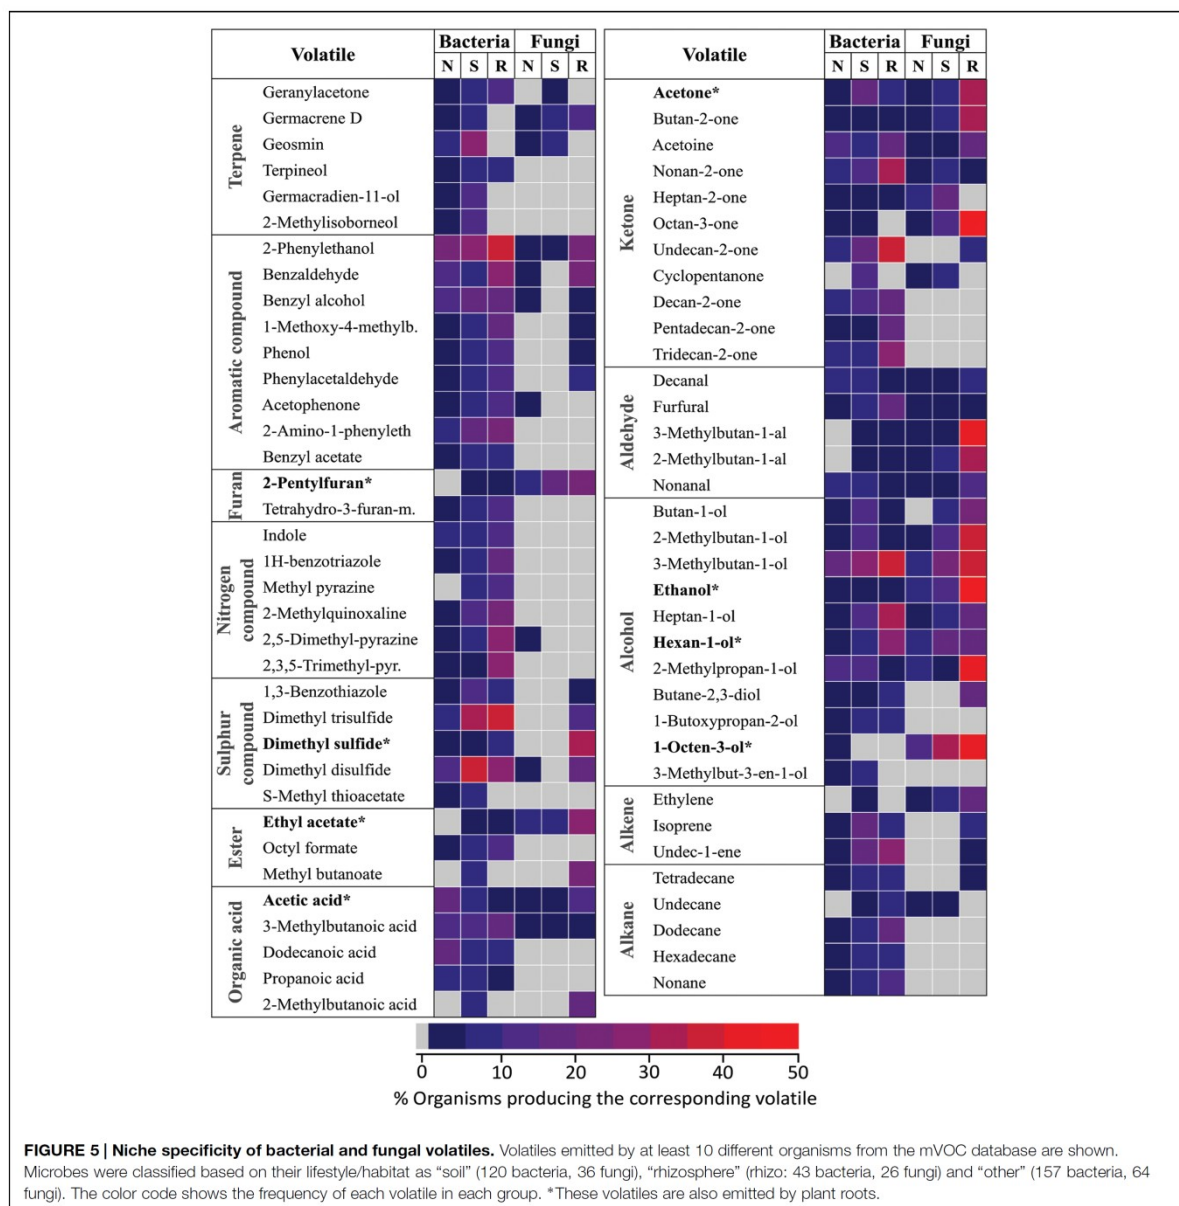 Volatile
Bacteria Fungi
N S R N S R
Terpene
Geranylacetone
Germacrene D
Geosmin
Terpineol
Germacradien-11-ol
2-Methylisoborneol
Aromatic compound
2-Phenylethanol
Benzaldehyde
Benzyl alcohol
1-Methoxy-4-methylb.
Phenol
Phenylacetaldehyde
Acetophenone
2-Amino-1-phenyleth
Benzyl acetate
Furan
2-Pentylfuran*
Tetrahydro-3-furan-m.
Nitrogen
compound
Indole
1H-benzotriazole
Methyl pyrazine
2-Methylquinoxaline
2,5-Dimethyl-pyrazine
2,3,5-Trimethyl-pyr.
Sulphur
compound
1,3-Benzothiazole
Dimethyl trisulfide
Dimethyl sulfide*
Dimethyl disulfide
S-Methyl thioacetate
Ester
Ethyl acetate*
Octyl formate
Methyl butanoate
Organic acid
Acetic acid*
3-Methylbutanoic acid
Dodecanoic acid
Propanoic acid
2-Methylbutanoic acid
Volatile
Bacteria Fungi
N S R N S R
Ketone
Acetone*
Butan-2-one
Acetoine
Nonan-2-one
Heptan-2-one
Octan-3-one
Undecan-2-one
Cyclopentanone
Decan-2-one
Pentadecan-2-one
Tridecan-2-one
Aldehyde
Decanal
Furfural
3-Methylbutan-1-al
2-Methylbutan-1-al
Nonanal
Alcohol
Butan-1-ol
2-Methylbutan-1-ol
3-Methylbutan-1-ol
Ethanol*
Heptan-1-ol
Hexan-1-ol*
2-Methylpropan-1-ol
Butane-2,3-diol
1-Butoxypropan-2-ol
1-Octen-3-ol*
3-Methylbut-3-en-1-ol
Alkene
Ethylene
Isoprene
Undec-1-ene
Alkane
Tetradecane
Undecane
Dodecane
Hexadecane
Nonane
0 10 20 30 40 50
% Organisms producing the corresponding volatile
FIGURE 5 | Niche specificity of bacterial and fungal volatiles. Volatiles emitted by at least 10 different organisms from the mVOC database are shown.
Microbes were classified based on their lifestyle/habitat as “soil” (120 bacteria, 36 fungi), “rhizosphere” (rhizo: 43 bacteria, 26 fungi) and “other” (157 bacteria, 64
fungi). The color code shows the frequency of each volatile in each group. *These volatiles are also emitted by plant roots.